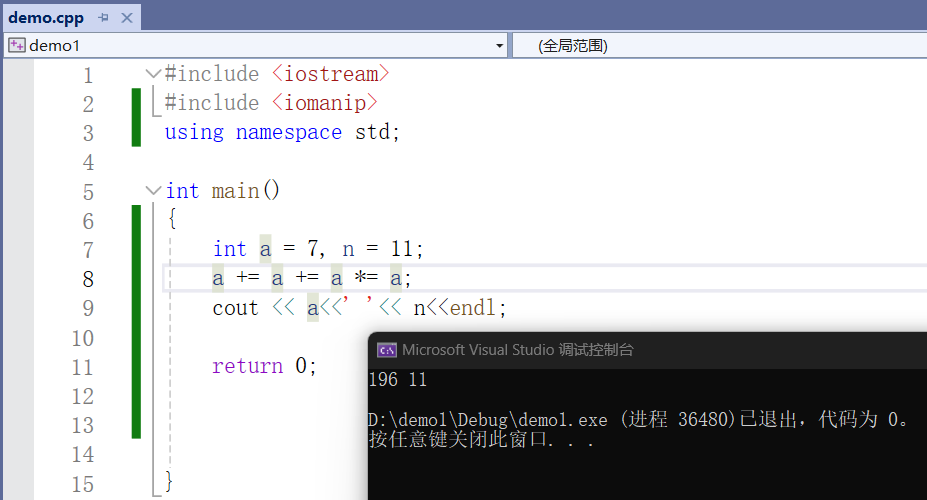 demo.cpp
demo1
(全局范围)
1 #include <iostream>
2 #include <iomanip>
3 using namespace std;
4
5 int main()
6 {
7 int a = 7, n = 11;
8 a += a += a *= a;
9 cout << a<<' '<< n<<endl;
10
11 return 0;
12
13
14
15 }
Microsoft Visual Studio 调试控制台
196 11
D:\demo1\Debug\demo1.exe (进程 36480)已退出，代码为 0。
按任意键关闭此窗口. . .